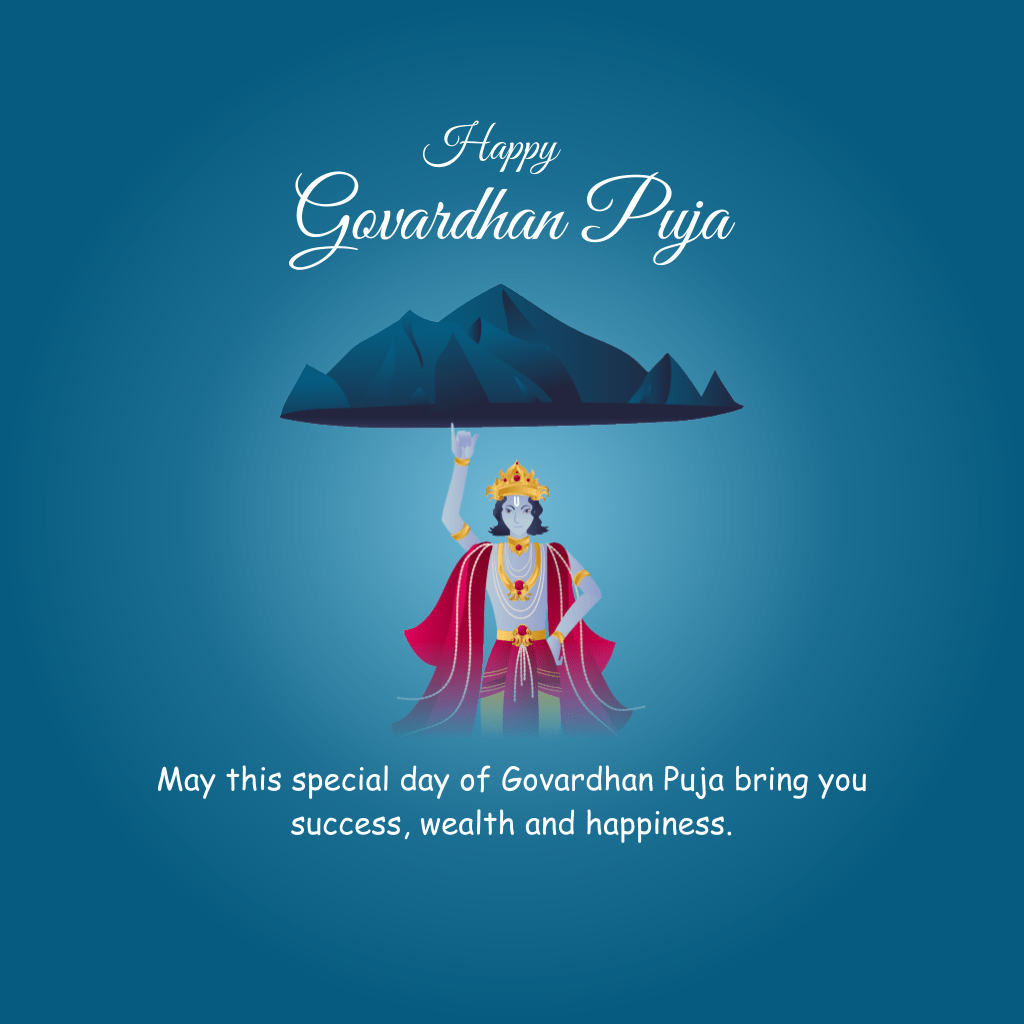 Happy
Govardhan Puja
May this special day of Govardhan Puja bring you
success, wealth and happiness.